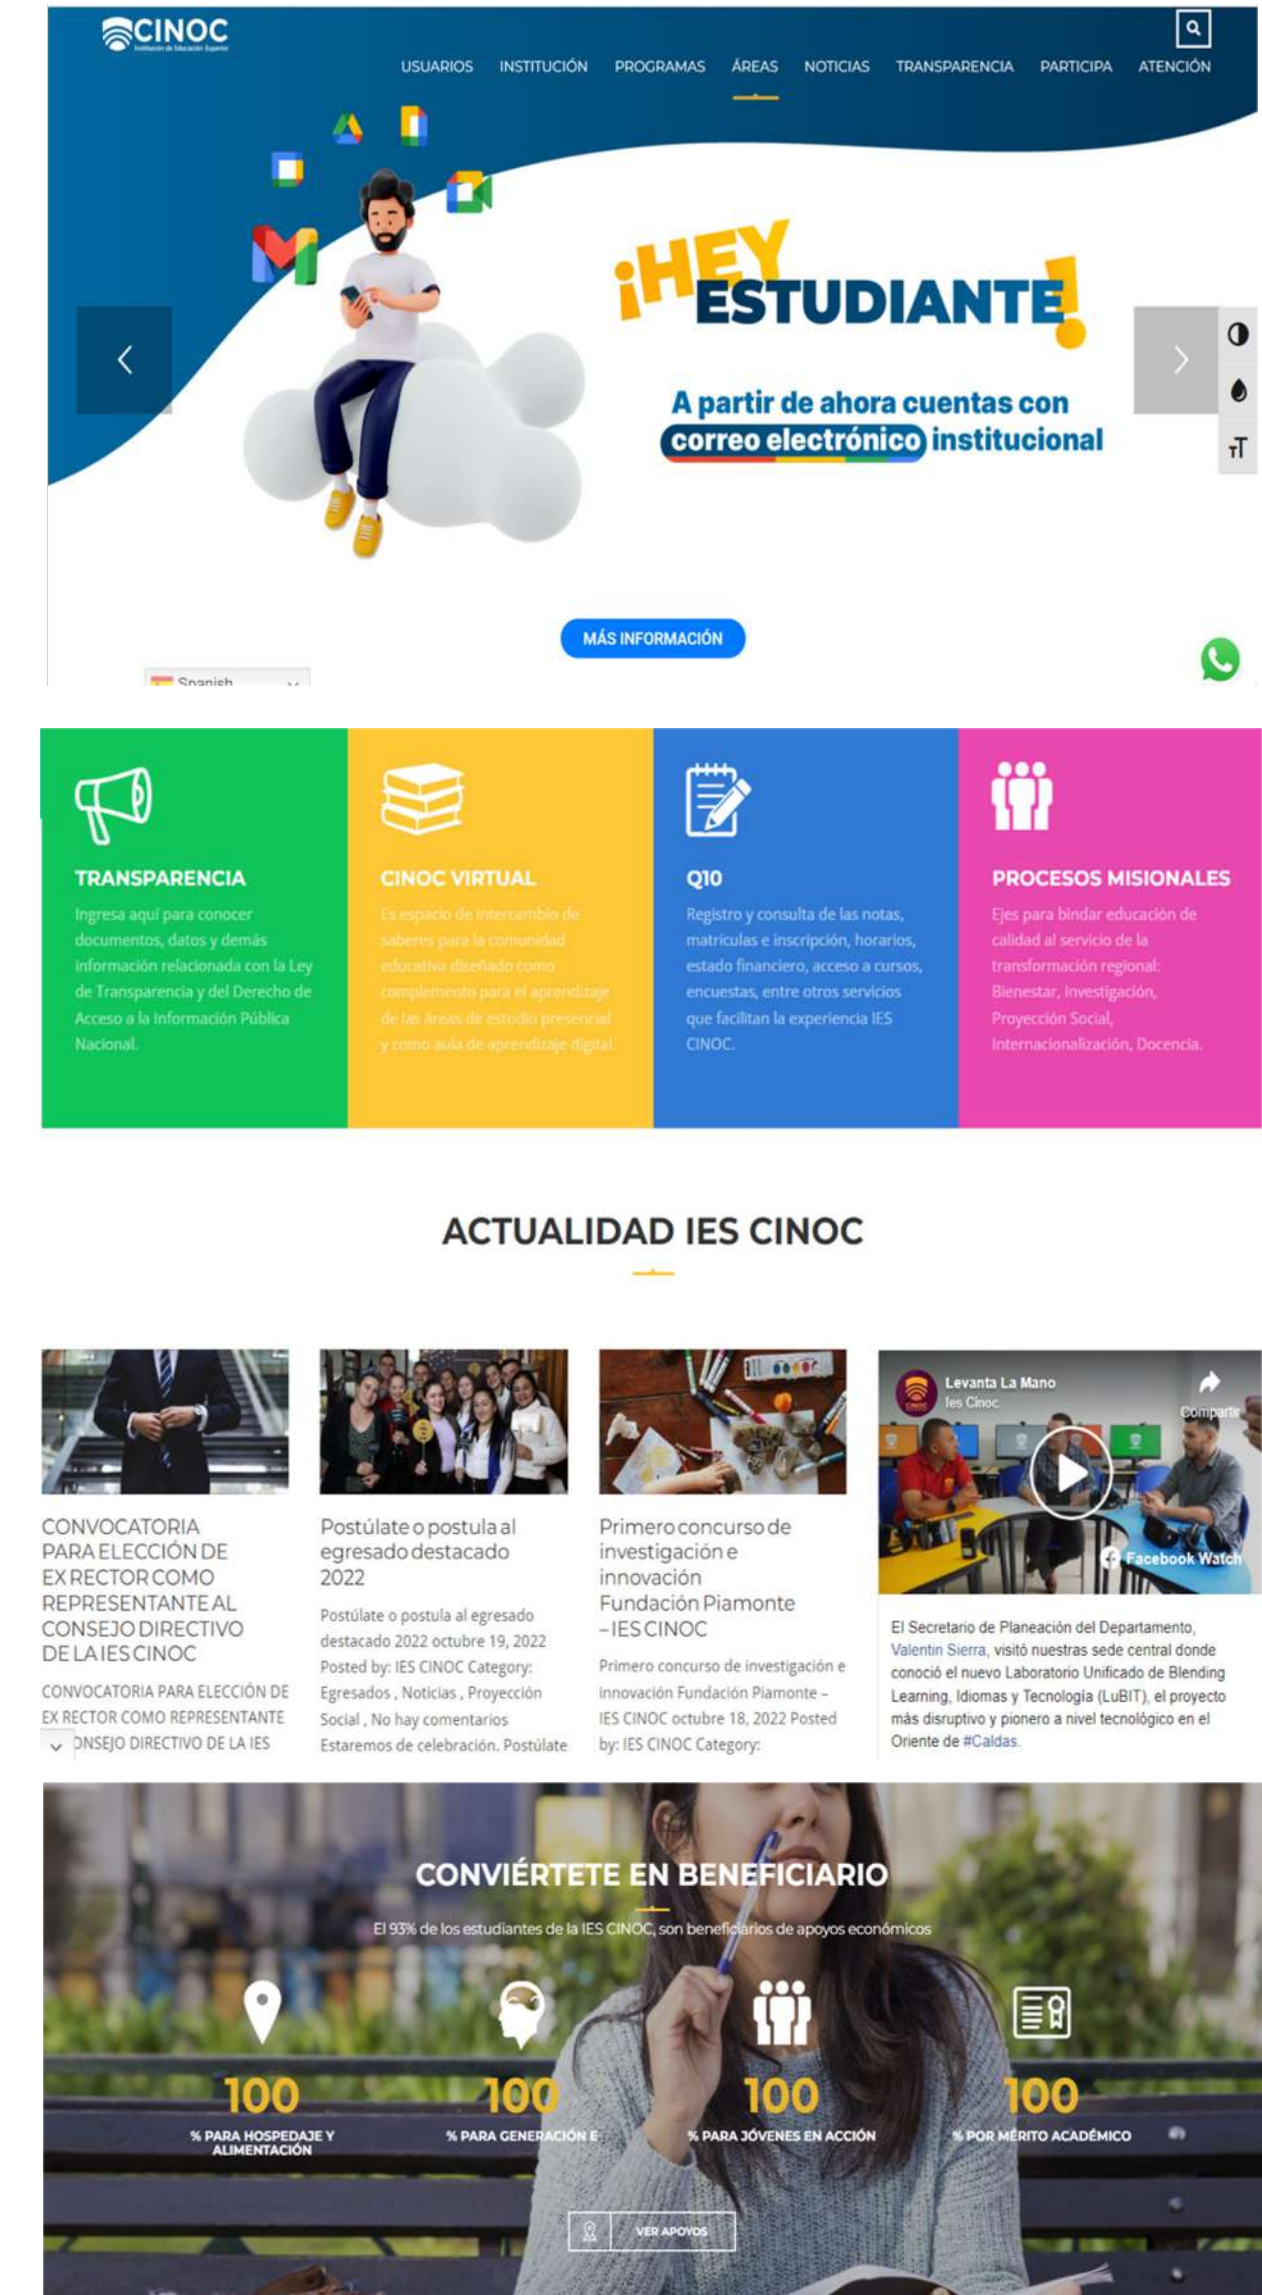 CINOC
Institución de Educación Superior
USUARIOS INSTITUCIÓN PROGRAMAS ÁREAS NOTICIAS TRANSPARENCIA PARTICIPA ATENCIÓN
¡HEY
ESTUDIANTE!
A partir de ahora cuentas con
correo electrónico institucional
TT
MÁS INFORMACIÓN
Spanish
TRANSPARENCIA
Ingresa aquí para conocer
documentos, datos y demás
información relacionada con la Ley
de Transparencia y del Derecho de
Acceso a la Información Pública
Nacional.
CINOC VIRTUAL
Es espacio de intercambio de
saberes para la comunidad
educativa diseñado como
complemento para el aprendizaje
de las áreas de estudio presencial
y como aula de aprendizaje digital.
Q10
Registro y consulta de las notas,
matrículas e inscripción, horarios,
estado financiero, acceso a cursos,
encuestas, entre otros servicios
que facilitan la experiencia IES
CINOC.
PROCESOS MISIONALES
Ejes para bindar educación de
calidad al servicio de la
transformación regional:
Bienestar, Investigación,
Proyección Social,
Internacionalización, Docencia.
ACTUALIDAD IES CINOC
CONVOCATORIA
PARA ELECCIÓN DE
EX RECTOR COMO
REPRESENTANTE AL
CONSEJO DIRECTIVO
DE LA IES CINOC
CONVOCATORIA PARA ELECCIÓN DE
EX RECTOR COMO REPRESENTANTE
ONSEJO DIRECTIVO DE LA IES
Postúlate o postula al
egresado destacado
2022
Postúlate o postula al egresado
destacado 2022 octubre 19, 2022
Posted by: IES CINOC Category:
Egresados , Noticias , Proyección
Social , No hay comentarios
Estaremos de celebración. Postúlate
Primero concurso de
investigación e
innovación
Fundación Piamonte
– IES CINOC
Primero concurso de investigación e
innovación Fundación Piamonte –
IES CINOC octubre 18, 2022 Posted
by: IES CINOC Category:
Levanta La Mano
Ies Cinoc.
Compartir
CINOC
Facebook Watch
El Secretario de Planeación del Departamento,
Valentin Sierra, visitó nuestras sede central donde
conoció el nuevo Laboratorio Unificado de Blending
Learning, Idiomas y Tecnología (LuBIT), el proyecto
más disruptivo y pionero a nivel tecnológico en el
Oriente de #Caldas.
CONVIÉRTETE EN BENEFICIARIO
El 93% de los estudiantes de la IES CINOC, son beneficiarios de apoyos económicos
100
% PARA HOSPEDAJE Y
ALIMENTACIÓN
100
% PARA GENERACIÓN E
100
% PARA JÓVENES EN ACCIÓN
100
% POR MÉRITO ACADÉMICO
VER APOYOS